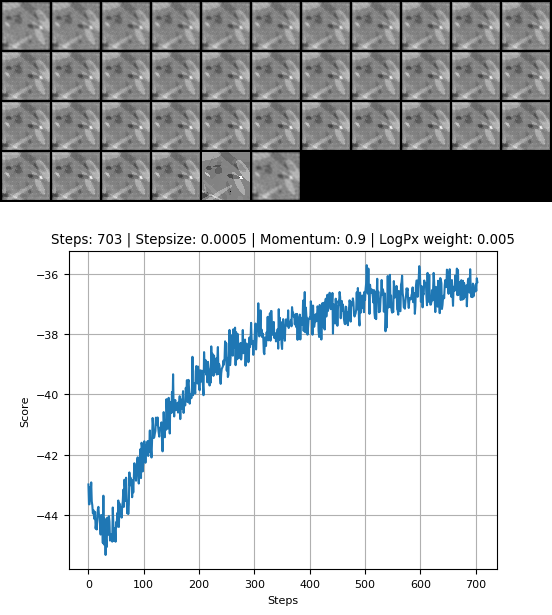 Steps: 703 | Stepsize: 0.0005 | Momentum: 0.9 | LogPx weight: 0.005
−36
−38
−40
−42
−44
Score
0 100 200 300 400 500 600 700
Steps